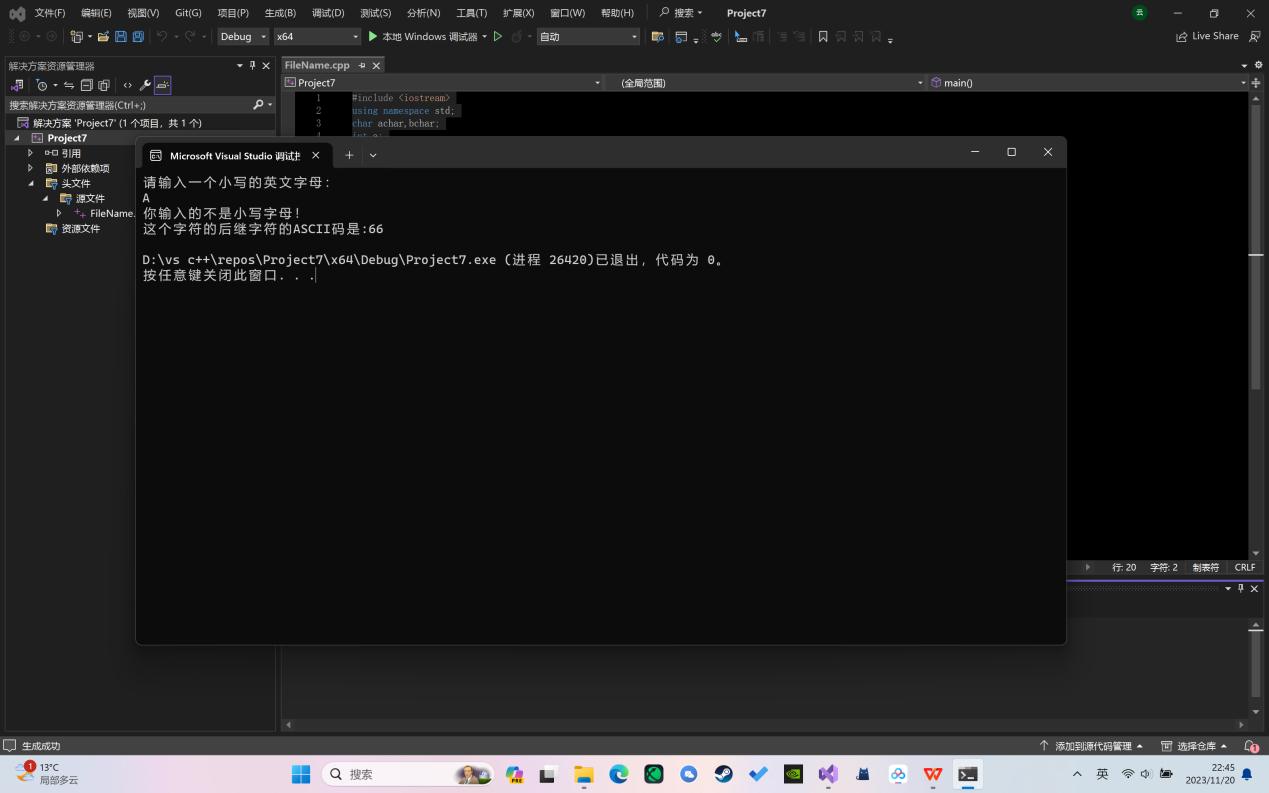 文件(F) 编辑(E) 视图(V) Git(G) 项目(P) 生成(B) 调试(D) 测试(S) 分析(N) 工具(T) 扩展(X) 窗口(W) 帮助(H) 搜索 Project7 云
Debug x64 本地 Windows 调试器 自动 Live Share
解决方案资源管理器
FileName.cpp
Project7 (全局范围) main()
搜索解决方案资源管理器(Ctrl+;)
解决方案 'Project7' (1 个项目, 共 1 个)
Project7
引用
外部依赖项
头文件
源文件
FileName.
资源文件
1 #include <iostream>
2 using namespace std;
3 char achar,bchar;
Microsoft Visual Studio 调试控
请输入一个小写的英文字母:
A
你输入的不是小写字母!
这个字符的后继字符的ASCII码是:66
D:\vs c++\repos\Project7\x64\Debug\Project7.exe (进程 26420)已退出, 代码为 0。
按任意键关闭此窗口. . .
行: 20 字符: 2 制表符 CRLF
生成成功 添加到源代码管理 选择仓库 1
1 13°C
局部多云
搜索
PRE
英
22:45
2023/11/20